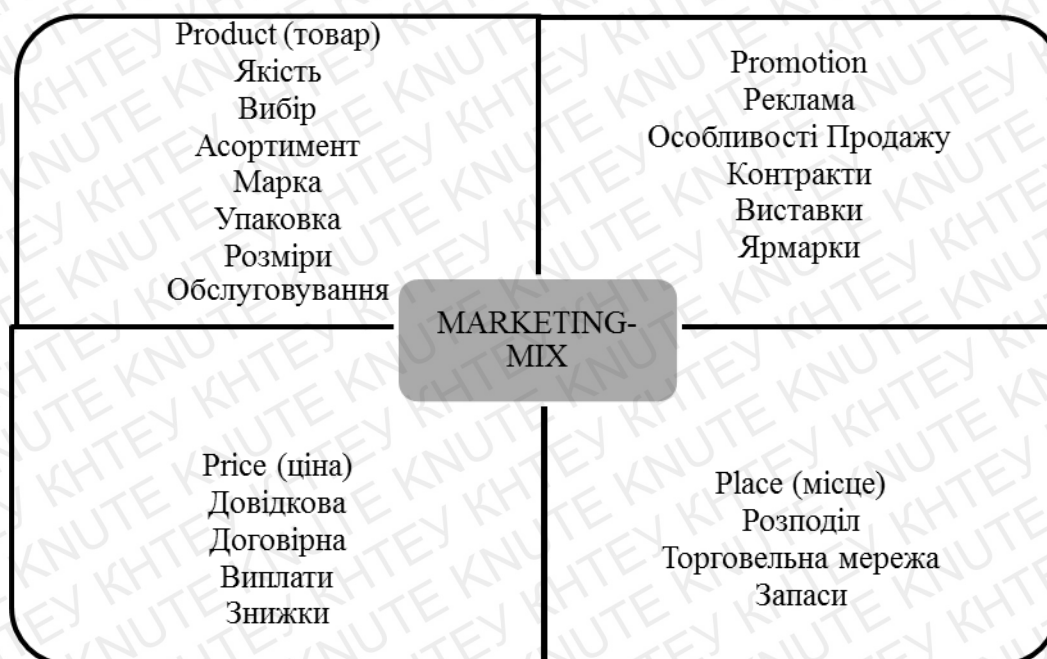 Product (товар)
Якість
Вибір
Асортимент
Марка
Упаковка
Розміри
Обслуговування
Promotion
Реклама
Особливості Продажу
Контракти
Виставки
Ярмарки
MARKETING-
MIX
Price (ціна)
Довідкова
Договірна
Виплати
Знижки
Place (місце)
Розподіл
Торговельна мережа
Запаси